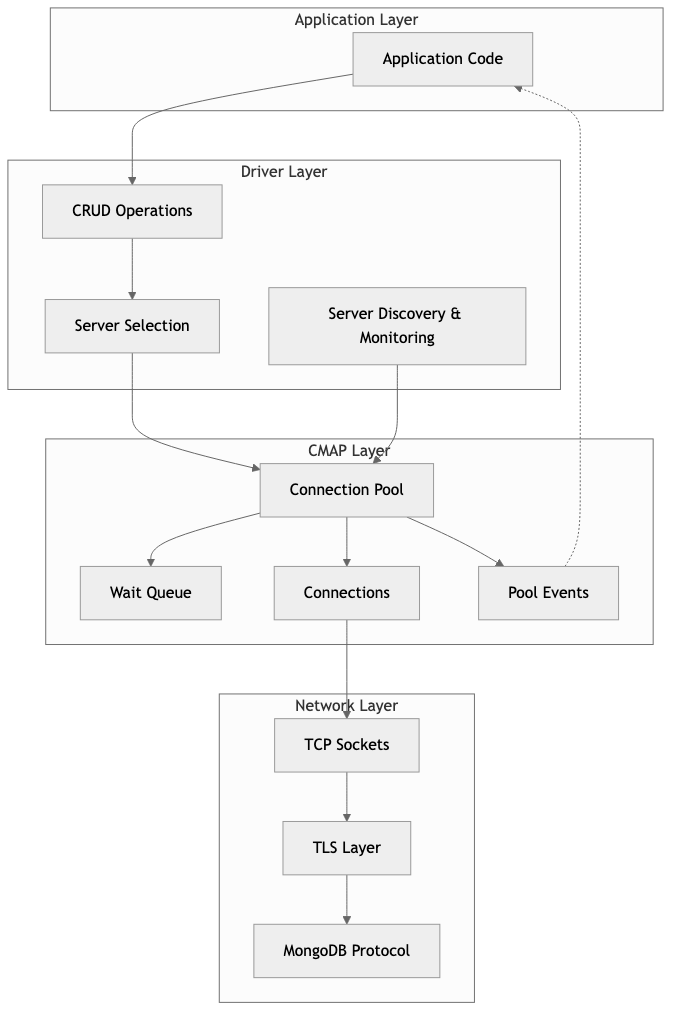 Application Layer
Application Code
Driver Layer
CRUD Operations
Server Selection
Server Discovery &
Monitoring
CMAP Layer
Connection Pool
Wait Queue
Connections
Pool Events
Network Layer
TCP Sockets
TLS Layer
MongoDB Protocol